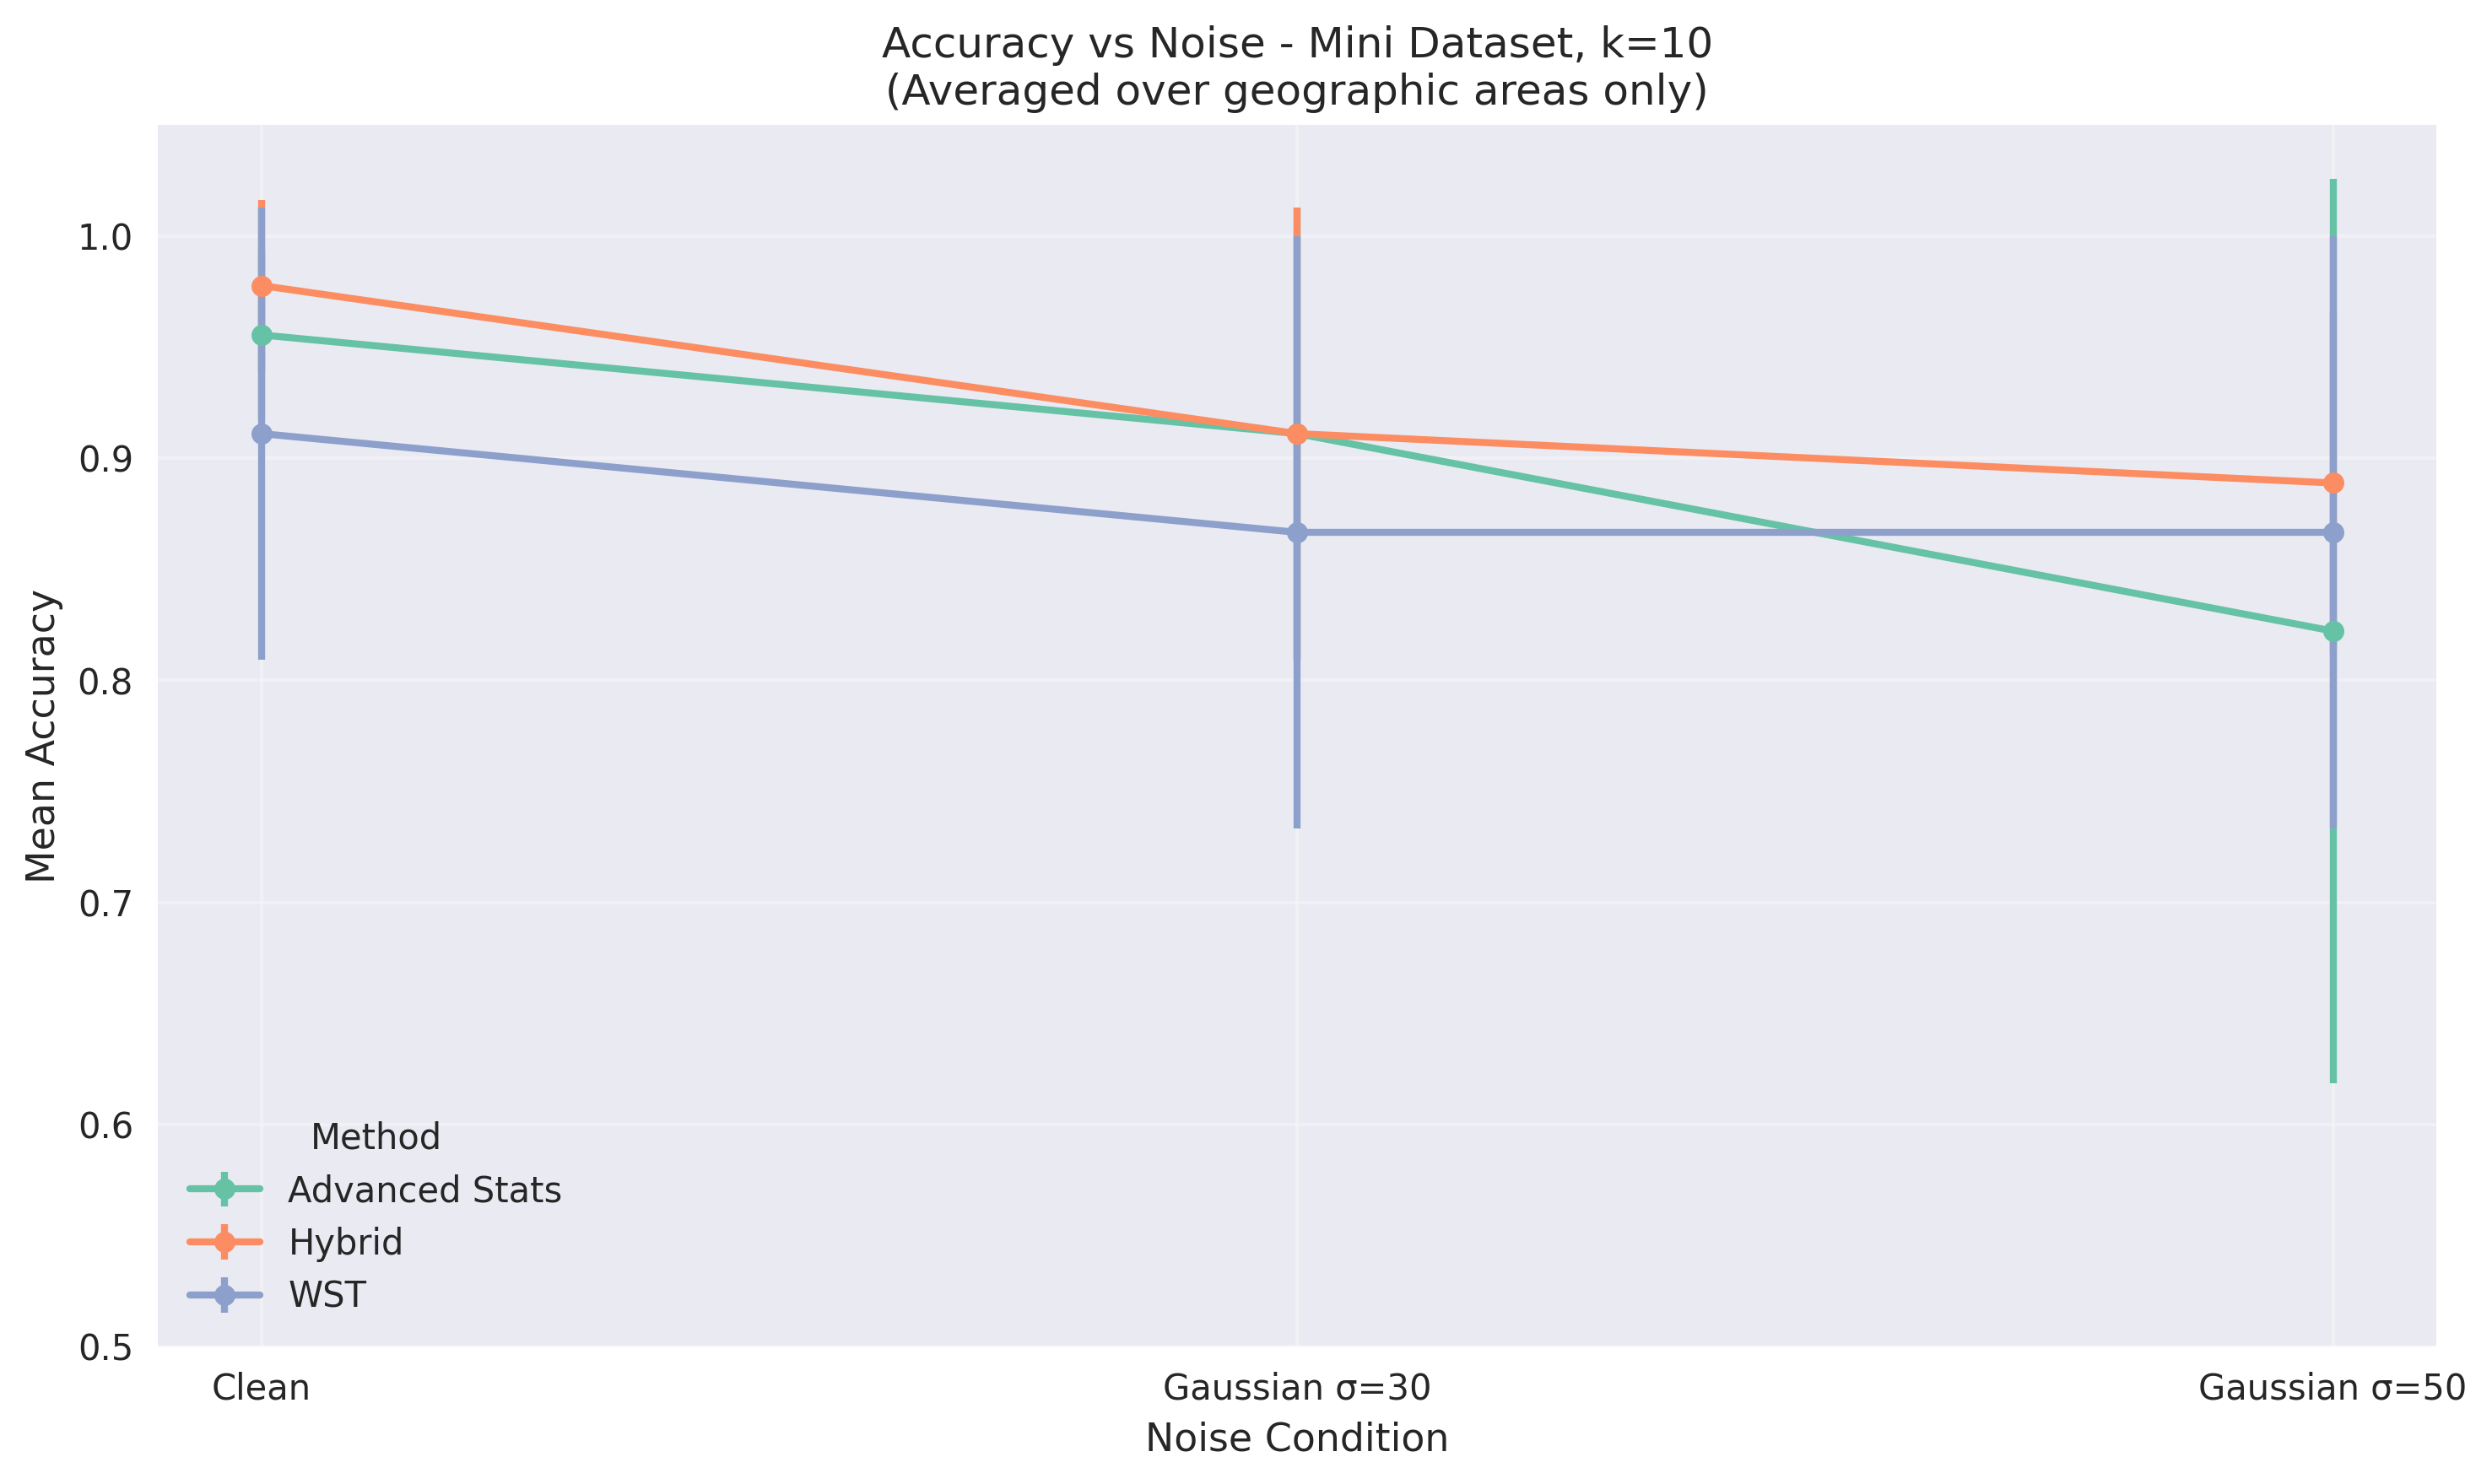 Accuracy vs Noise - Mini Dataset, k=10
(Averaged over geographic areas only)
Mean Accuracy
1.0
0.9
0.8
0.7
0.6
0.5
Method
Advanced Stats
Hybrid
WST
Clean
Gaussian σ=30
Gaussian σ=50
Noise Condition